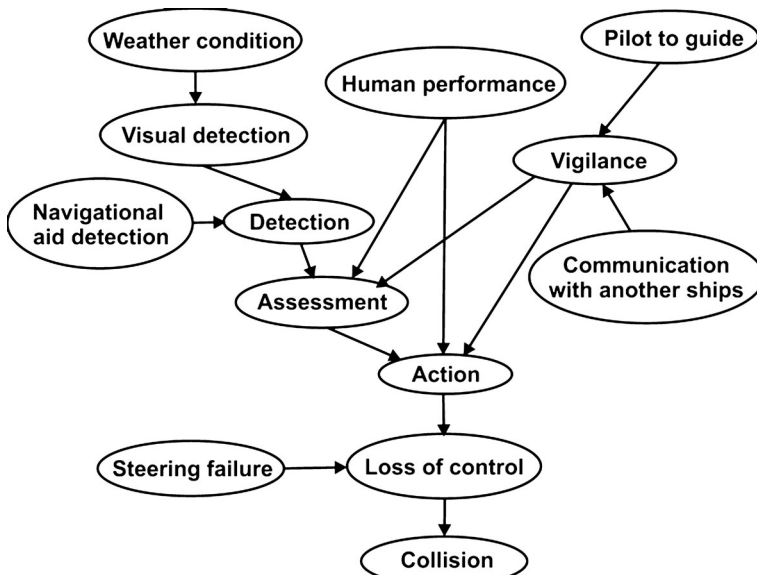 Weather condition
Pilot to guide
Human performance
Visual detection
Vigilance
Navigational
aid detection
Detection
Communication
with another ships
Assessment
Action
Steering failure
Loss of control
Collision